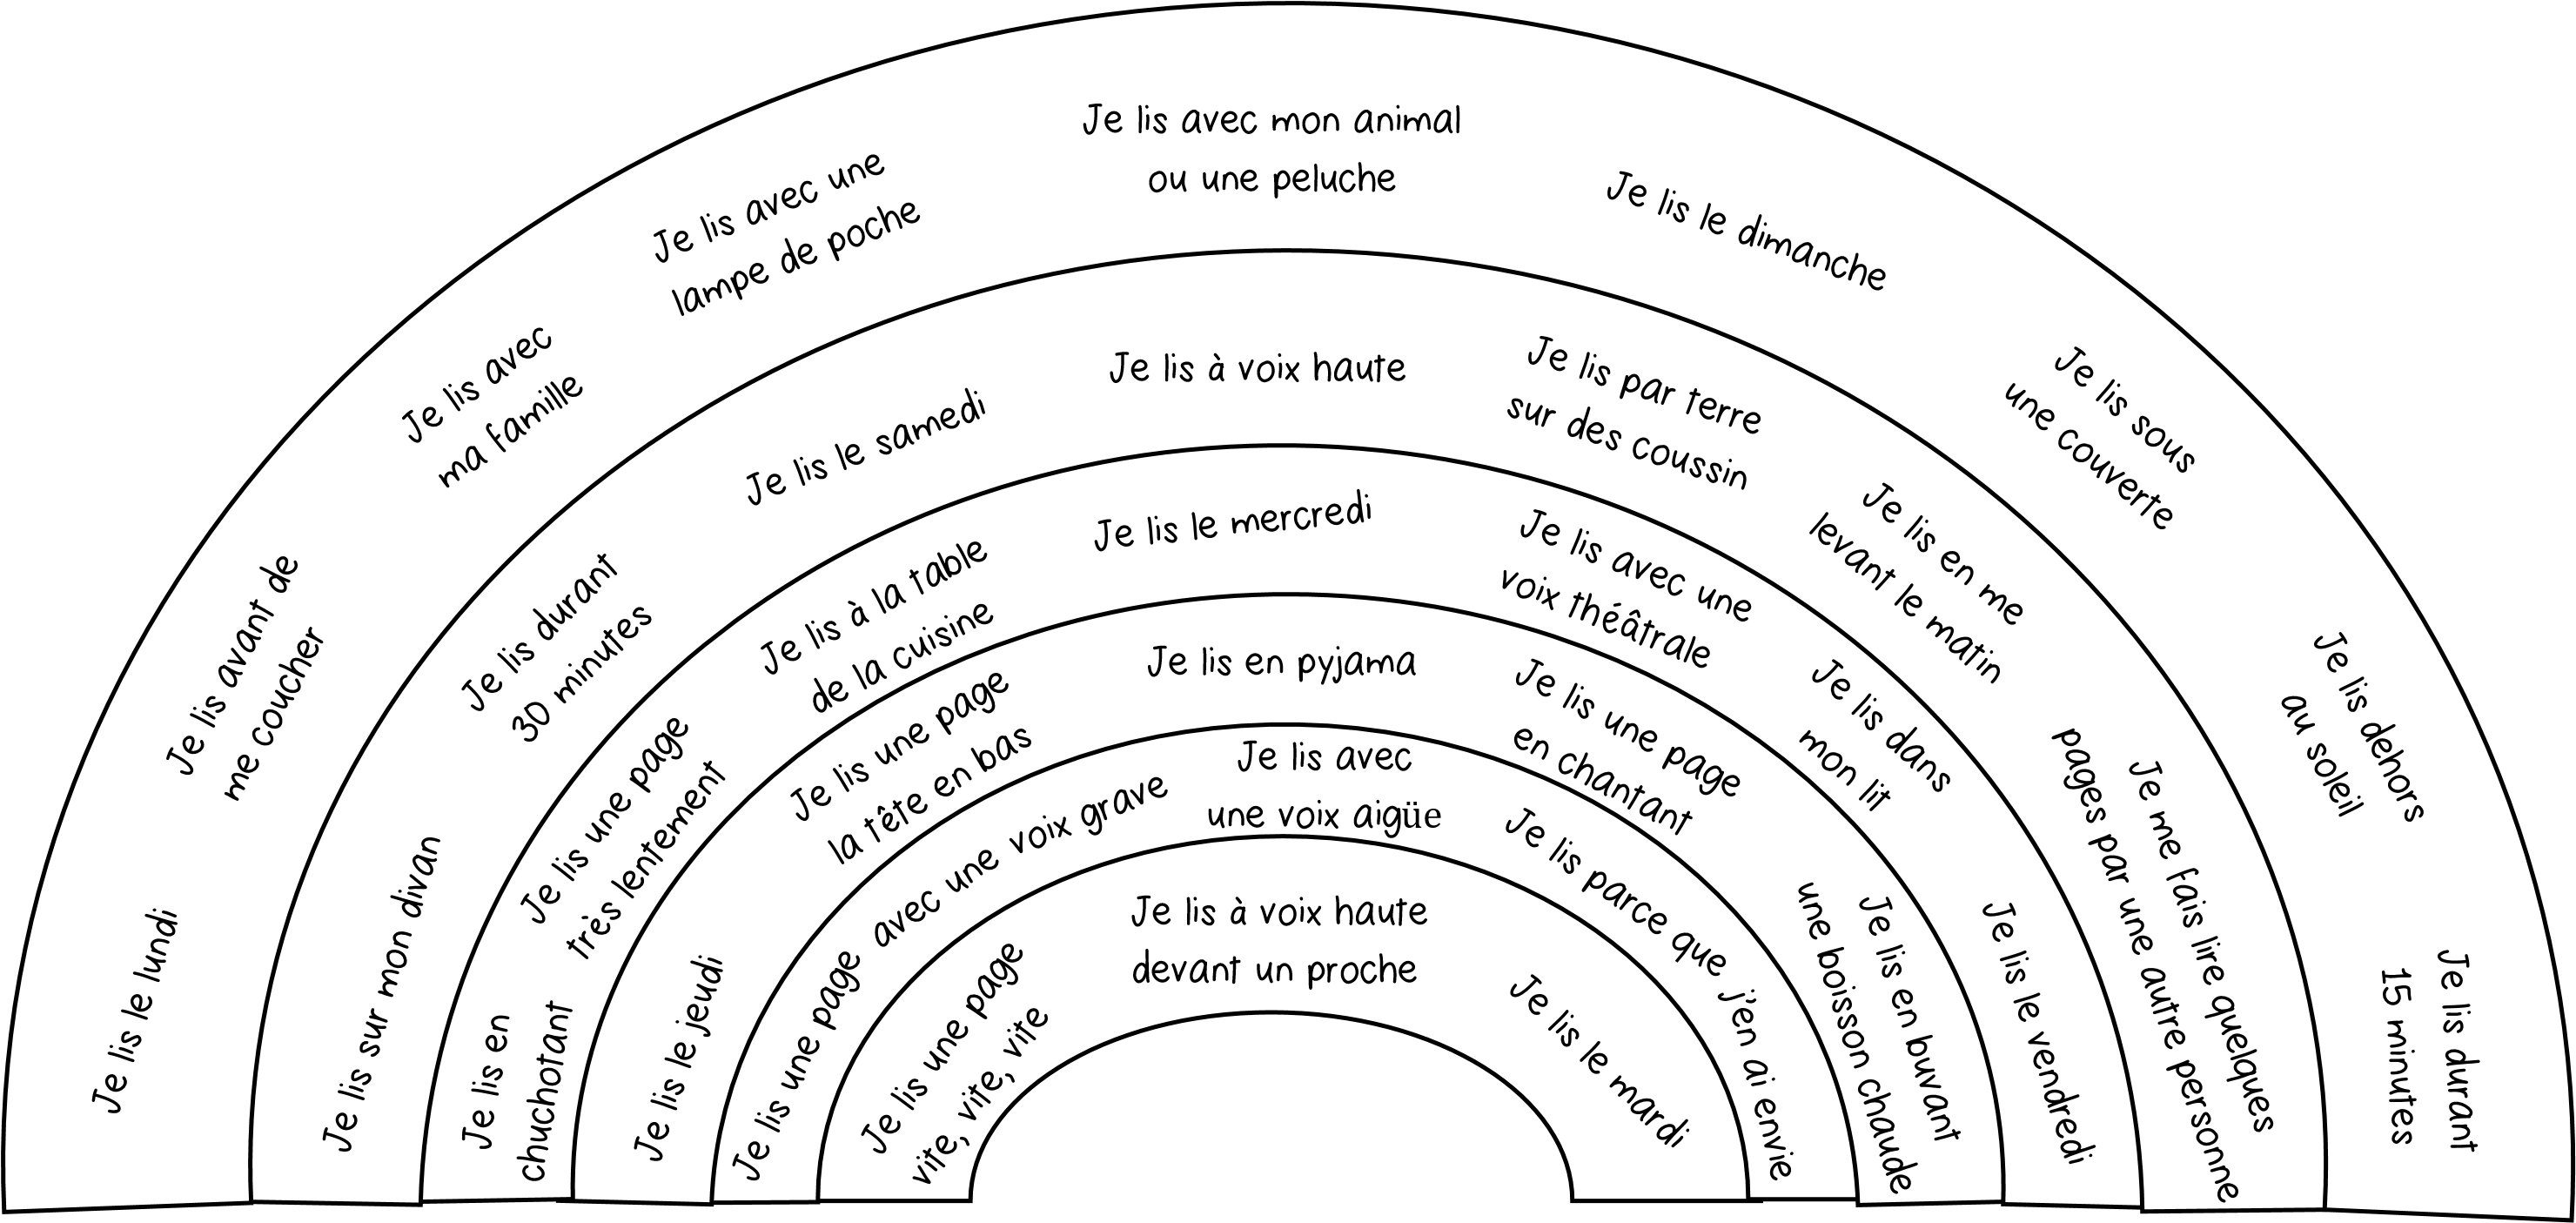 Je lis le lundi
Je lis avant de
me coucher
Je lis avec
ma famille
Je lis avec une
lampe de poche
Je lis avec mon animal
ou une peluche
Je lis le dimanche
Je lis sous
une couverte
Je lis dehors
au soleil
Je lis durant
15 minutes
Je lis sur mon divan
Je lis durant
30 minutes
Je lis le samedi
Je lis à voix haute
Je lis par terre
sur des coussin
Je lis en me
levant le matin
Je me fais lire quelques
pages par une autre personne
Je lis en
chuchotant
Je lis une page
très lentement
Je lis à la table
de la cuisine
Je lis le mercredi
Je lis avec une
voix théâtrale
Je lis dans
mon lit
Je lis le vendredi
Je lis le jeudi
Je lis une page
la tête en bas
Je lis en pyjama
Je lis une page
en chantant
Je lis en buvant
une boisson chaude
Je lis une page avec une voix grave
Je lis avec
une voix aigüe
Je lis parce que j'en ai envie
Je lis une page
vite, vite, vite
Je lis à voix haute
devant un proche
Je lis le mardi